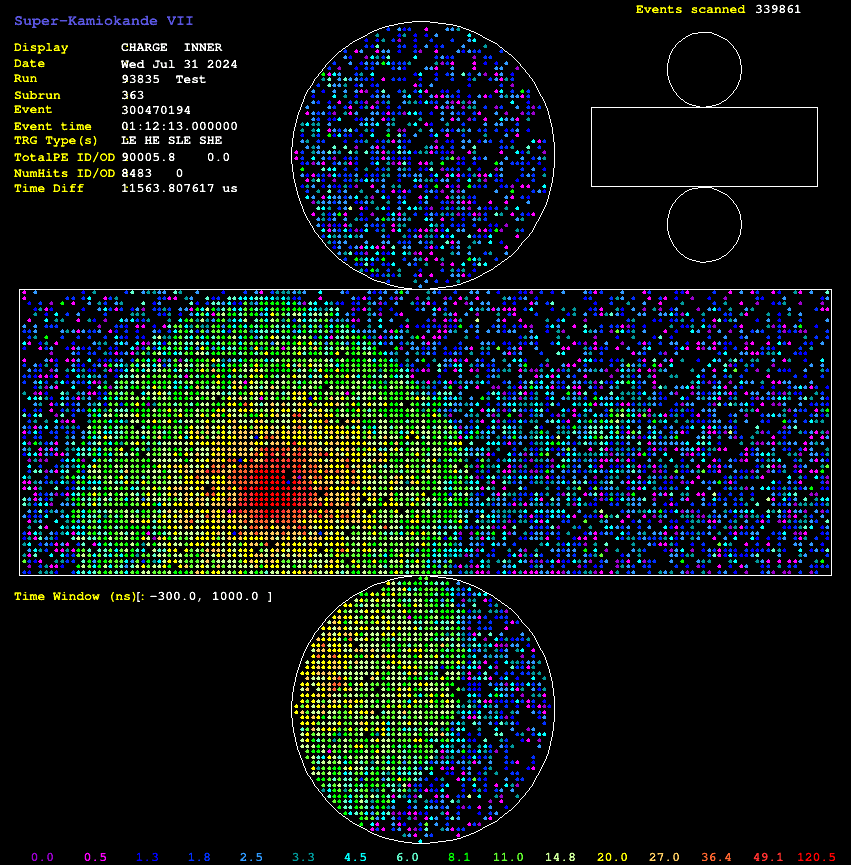 Super-Kamiokande VII
Events scanned 339861
Display CHARGE INNER
Date Wed Jul 31 2024
Run 93835 Test
Subrun 363
Event 300470194
Event time 01:12:13.000000
TRG Type(s) LE HE SLE SHE
TotalPE ID/OD 90005.8 0.0
NumHits ID/OD 8483 0
Time Diff 11563.807617 us
Time Window (ns)[: −300.0, 1000.0 ]
0.0 0.5 1.3 1.8 2.5 3.3 4.5 6.0 8.1 11.0 14.8 20.0 27.0 36.4 49.1 120.5